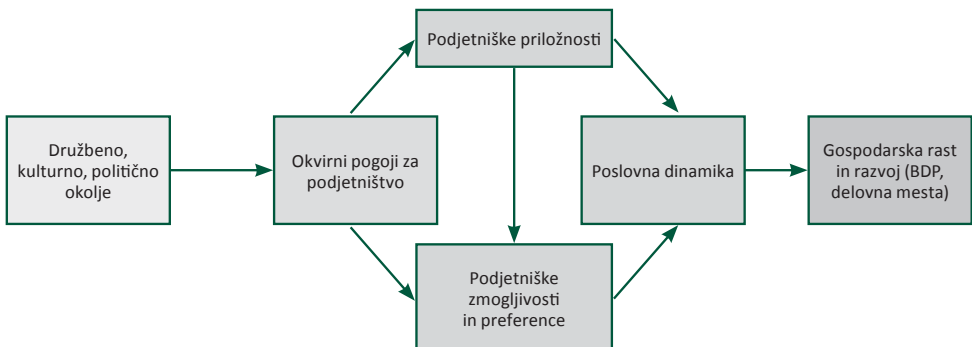 Podjetniške priložnosti
Družbeno,
kulturno, politično
okolje
Okvirni pogoji za
podjetništvo
Poslovna dinamika
Gospodarska rast
in razvoj (BDP,
delovna mesta)
Podjetniške
zmogljivosti
in preference